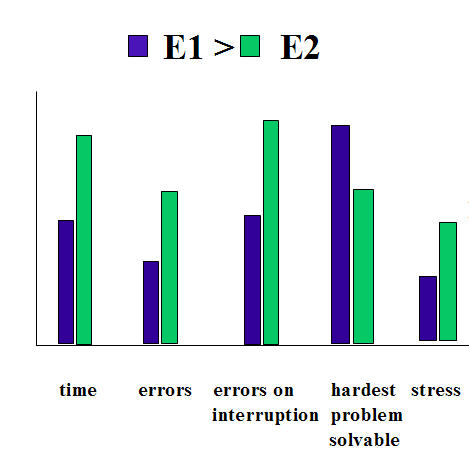 E1 > E2
time errors errors on hardest stress
interruption problem
solvable